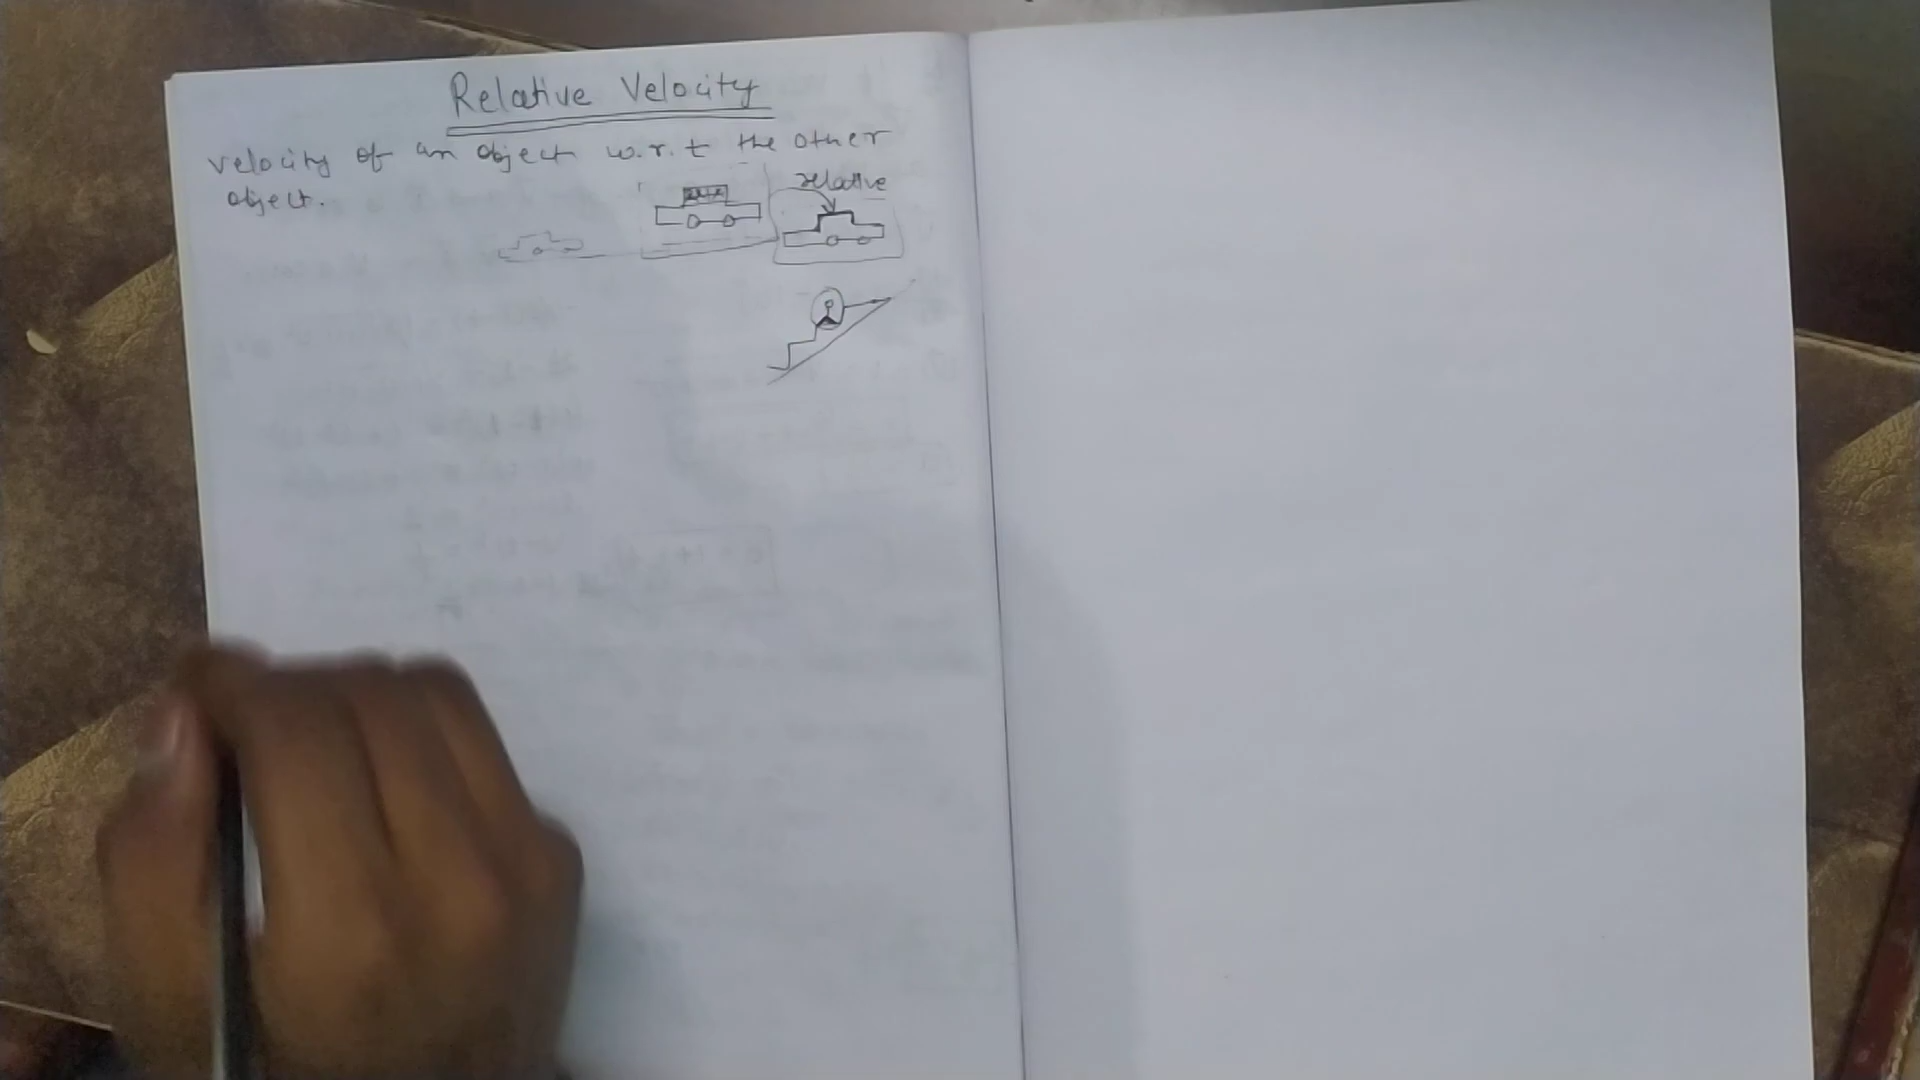 Relative Velocity
velocity of an object w.r.t the other
object.
relative